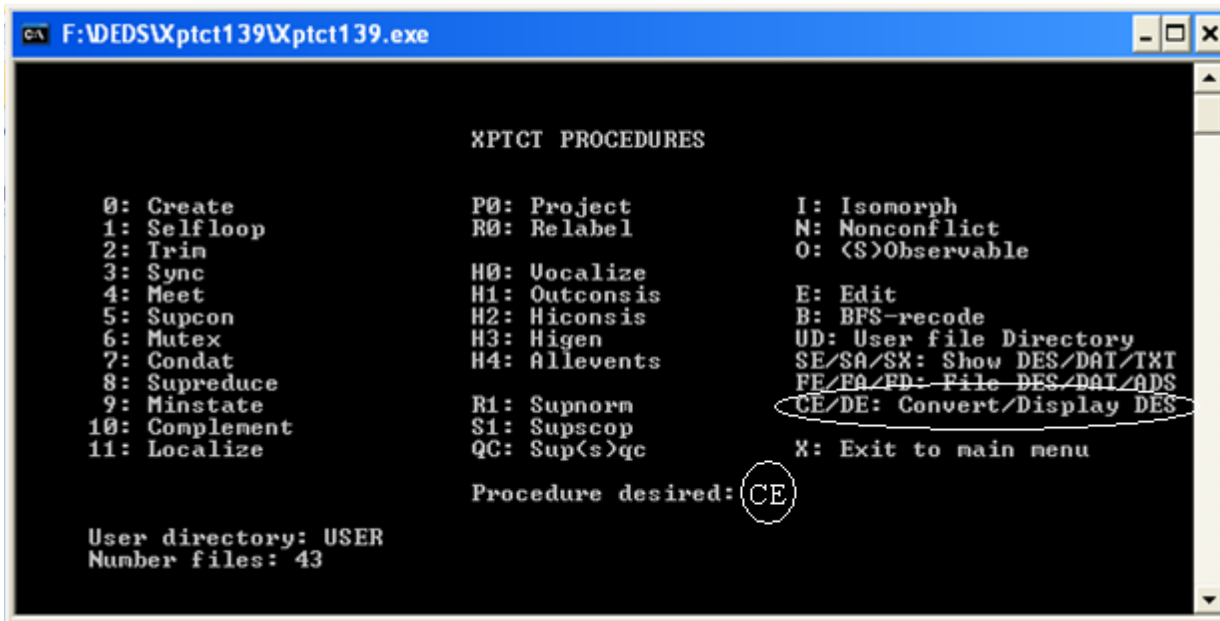 F:\DEDS\Xptct139\Xptct139.exe
XPTCT PROCEDURES
0: Create P0: Project I: Isomorph
1: Selfloop R0: Relabel N: Nonconflict
2: Trim O: (S)Observable
3: Sync H0: Vocalize
4: Meet H1: Outconsis E: Edit
5: Supcon H2: Hiconsis B: BFS-recode
6: Mutex H3: Higen UD: User file Directory
7: Condat H4: Allevents SE/SA/SX: Show DES/DAT/TXT
8: Supreduce FE/FA/FD: File DES/DAT/ADS
9: Minstate R1: Supnorm CE/DE: Convert/Display DES
10: Complement S1: Supscop
11: Localize QC: Sup(s)qc X: Exit to main menu
Procedure desired: CE
User directory: USER
Number files: 43